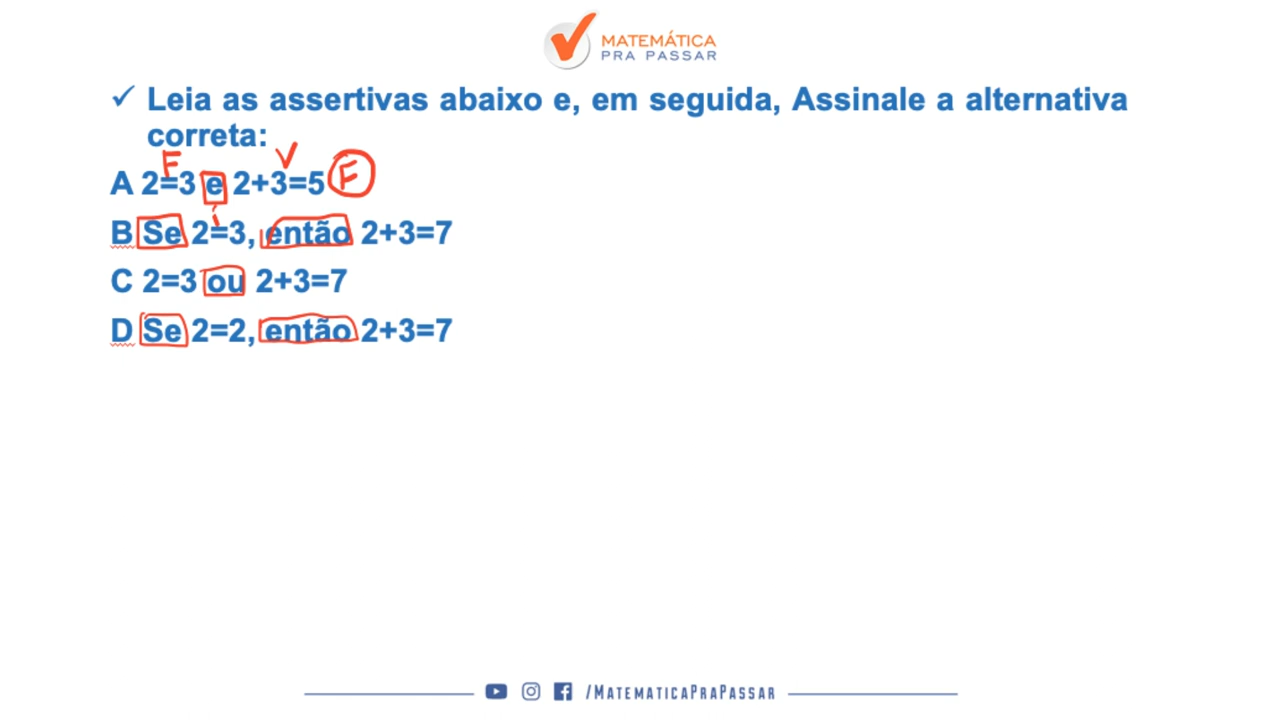 MATEMÁTICA
PRA PASSAR
✓ Leia as assertivas abaixo e, em seguida, Assinale a alternativa
correta:
F V
A 2=3 e 2+3=5 F
B Se 2=3, então 2+3=7
C 2=3 ou 2+3=7
D Se 2=2, então 2+3=7
/MATEMATICAPRAPASSAR